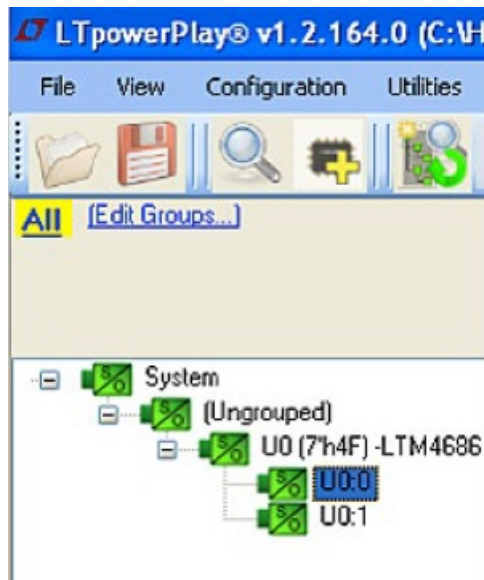 LTpowerPlay® v1.2.164.0 (C:\H
File View Configuration Utilities
All (Edit Groups...)
System
(Ungrouped)
U0 (7'h4F) -LTM4686
U0:0
U0:1